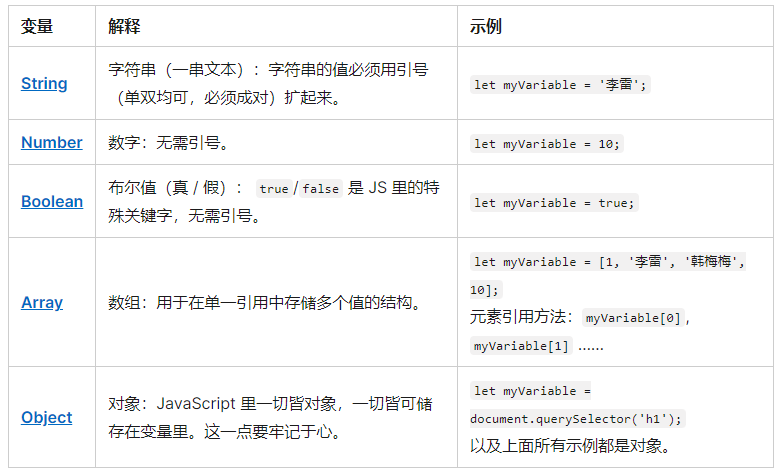 变量 解释 示例
String 字符串（一串文本）：字符串的值必须用引号 let myVariable = '李雷';
（单双均可，必须成对）扩起来。
Number 数字：无需引号。 let myVariable = 10;
Boolean 布尔值（真 / 假）： true/false 是 JS 里的特 let myVariable = true;
殊关键字，无需引号。
Array 数组：用于在单一引用中存储多个值的结构。 let myVariable = [1, '李雷', '韩梅梅',
10];
元素引用方法：myVariable[0],
myVariable[1] ……
Object 对象：JavaScript 里一切皆对象，一切皆可储 let myVariable =
存在变量里。这一点要牢记于心。 document.querySelector('h1');
以及上面所有示例都是对象。